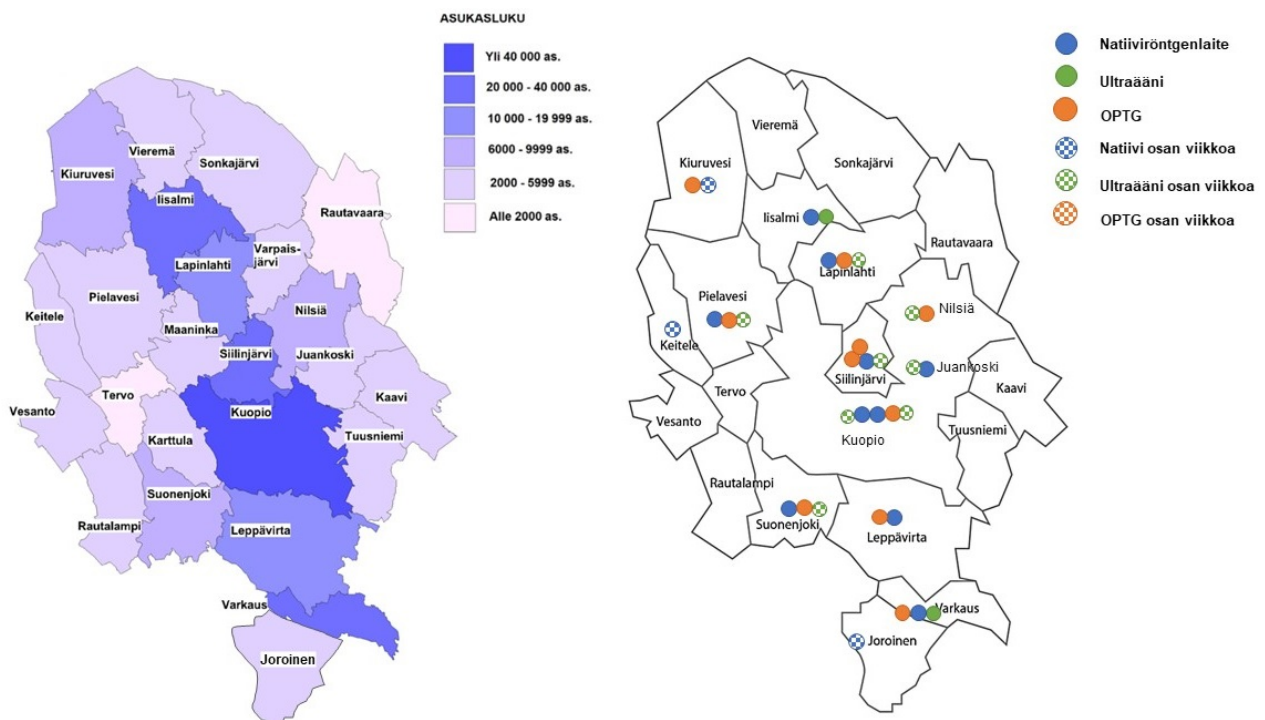 ASUKASLUKU
Yli 40 000 as.
20 000 - 40 000 as.
10 000 - 19 999 as.
6000 - 9999 as.
2000 - 5999 as.
Alle 2000 as.
Vieremä
Kiuruvesi
Sonkajärvi
Iisalmi
Rautavaara
Varpais-
järvi
Lapinlahti
Pielavesi
Keitele
Nilsiä
Maaninka
Siilinjärvi
Juankoski
Tervo
Kaavi
Vesanto
Kuopio
Karttula
Tuusniemi
Suonenjoki
Rautalampi
Leppävirta
Varkaus
Joroinen
Natiiviröntgenlaite
Ultraääni
OPTG
Natiivi osan viikkoa
Ultraääni osan viikkoa
OPTG osan viikkoa
Vieremä
Kiuruvesi
Sonkajärvi
Iisalmi
Rautavaara
Lapinlahti
Pielavesi
Nilsiä
Keitele
Juankoski
Siilinjärvi
Kaavi
Tervo
Vesanto
Tuusniemi
Kuopio
Rautalampi
Suonenjoki
Leppävirta
Varkaus
Joroinen